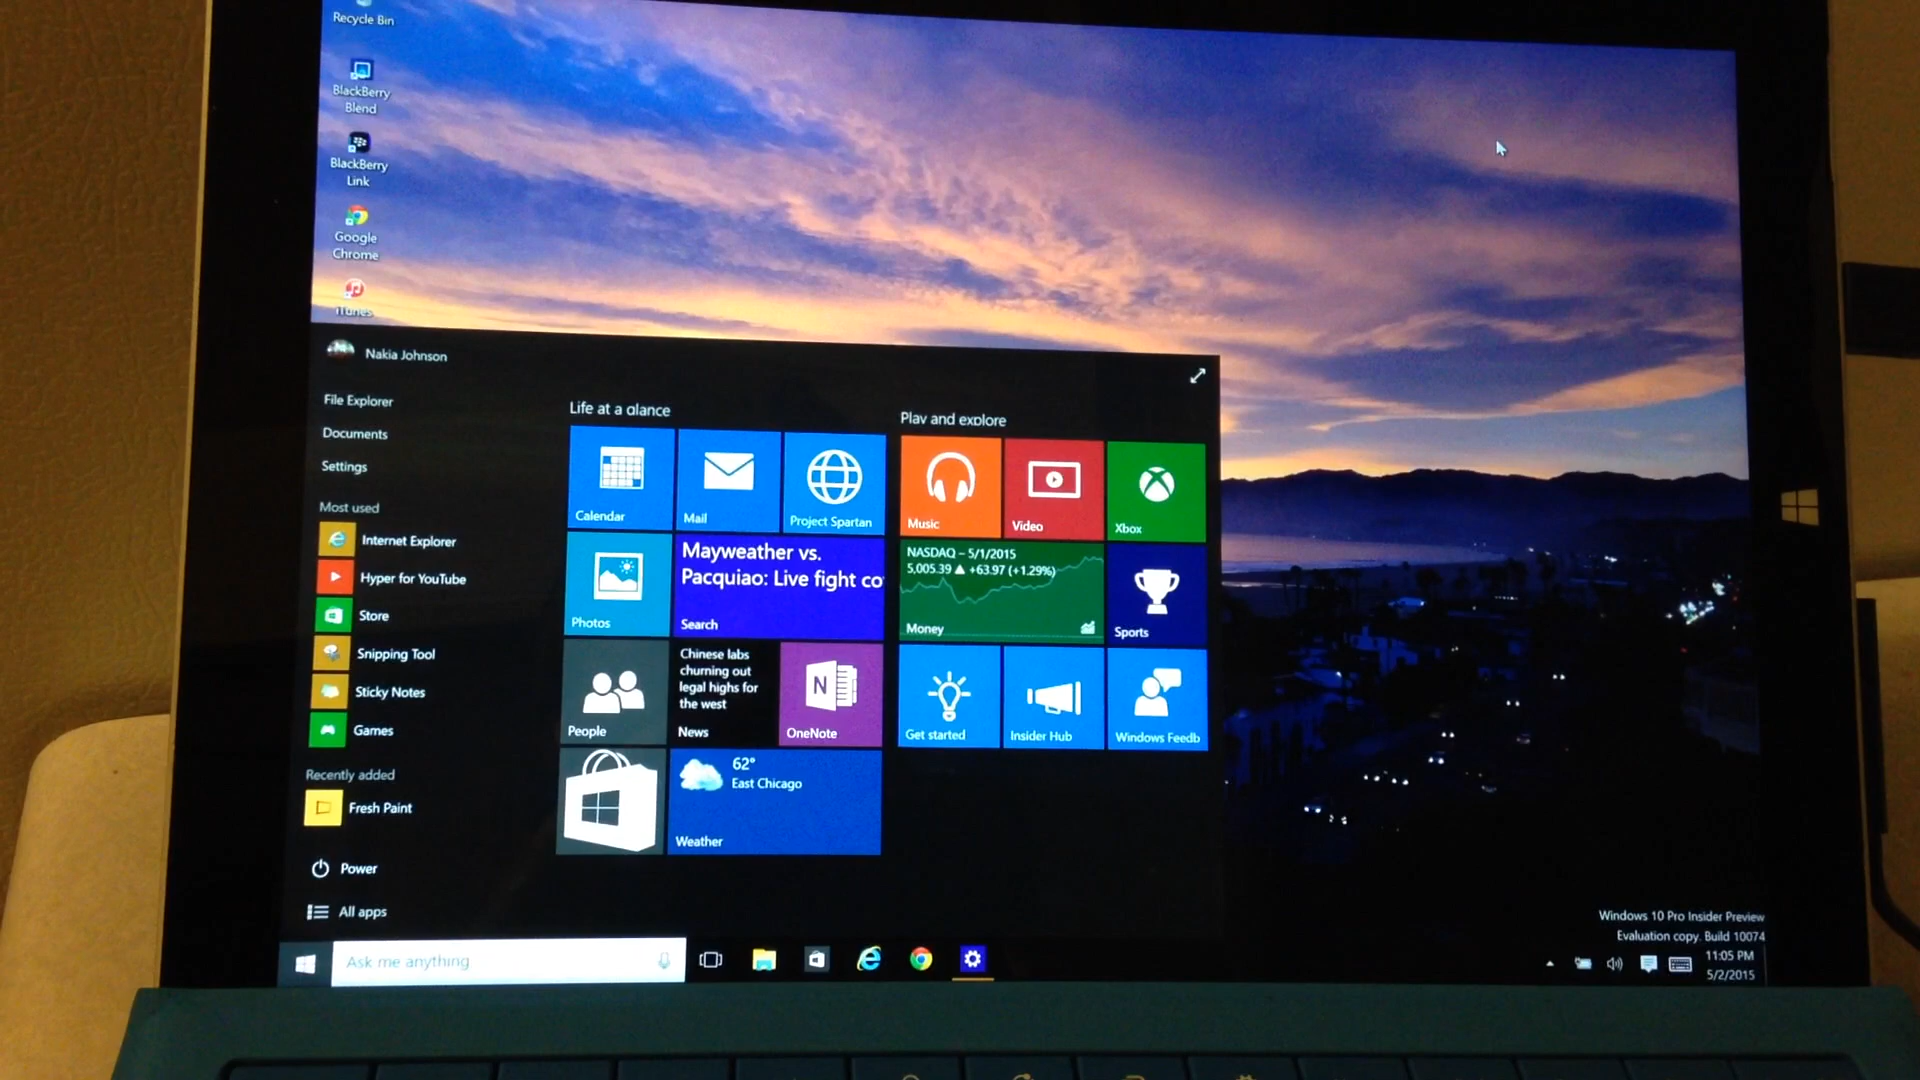 Recycle Bin
BlackBerry
Blend
BlackBerry
Link
Google
Chrome
iTunes
Nakia Johnson
File Explorer
Documents
Settings
Most used
Internet Explorer
Hyper for YouTube
Store
Snipping Tool
Sticky Notes
Games
Recently added
Fresh Paint
Power
All apps
Life at a glance
Calendar
Mail
Project Spartan
Photos
Mayweather vs.
Pacquiao: Live fight co
Search
People
Chinese labs
churning out
legal highs for
the west
News
N
OneNote
62°
East Chicago
Weather
Play and explore
Music
Video
Xbox
NASDAQ – 5/1/2015
5,005.39 ▲ +63.97 (+1.29%)
Money
Sports
Get started
Insider Hub
Windows Feedb
Windows 10 Pro Insider Preview
Evaluation copy. Build 10074
Ask me anything
11:05 PM
5/2/2015